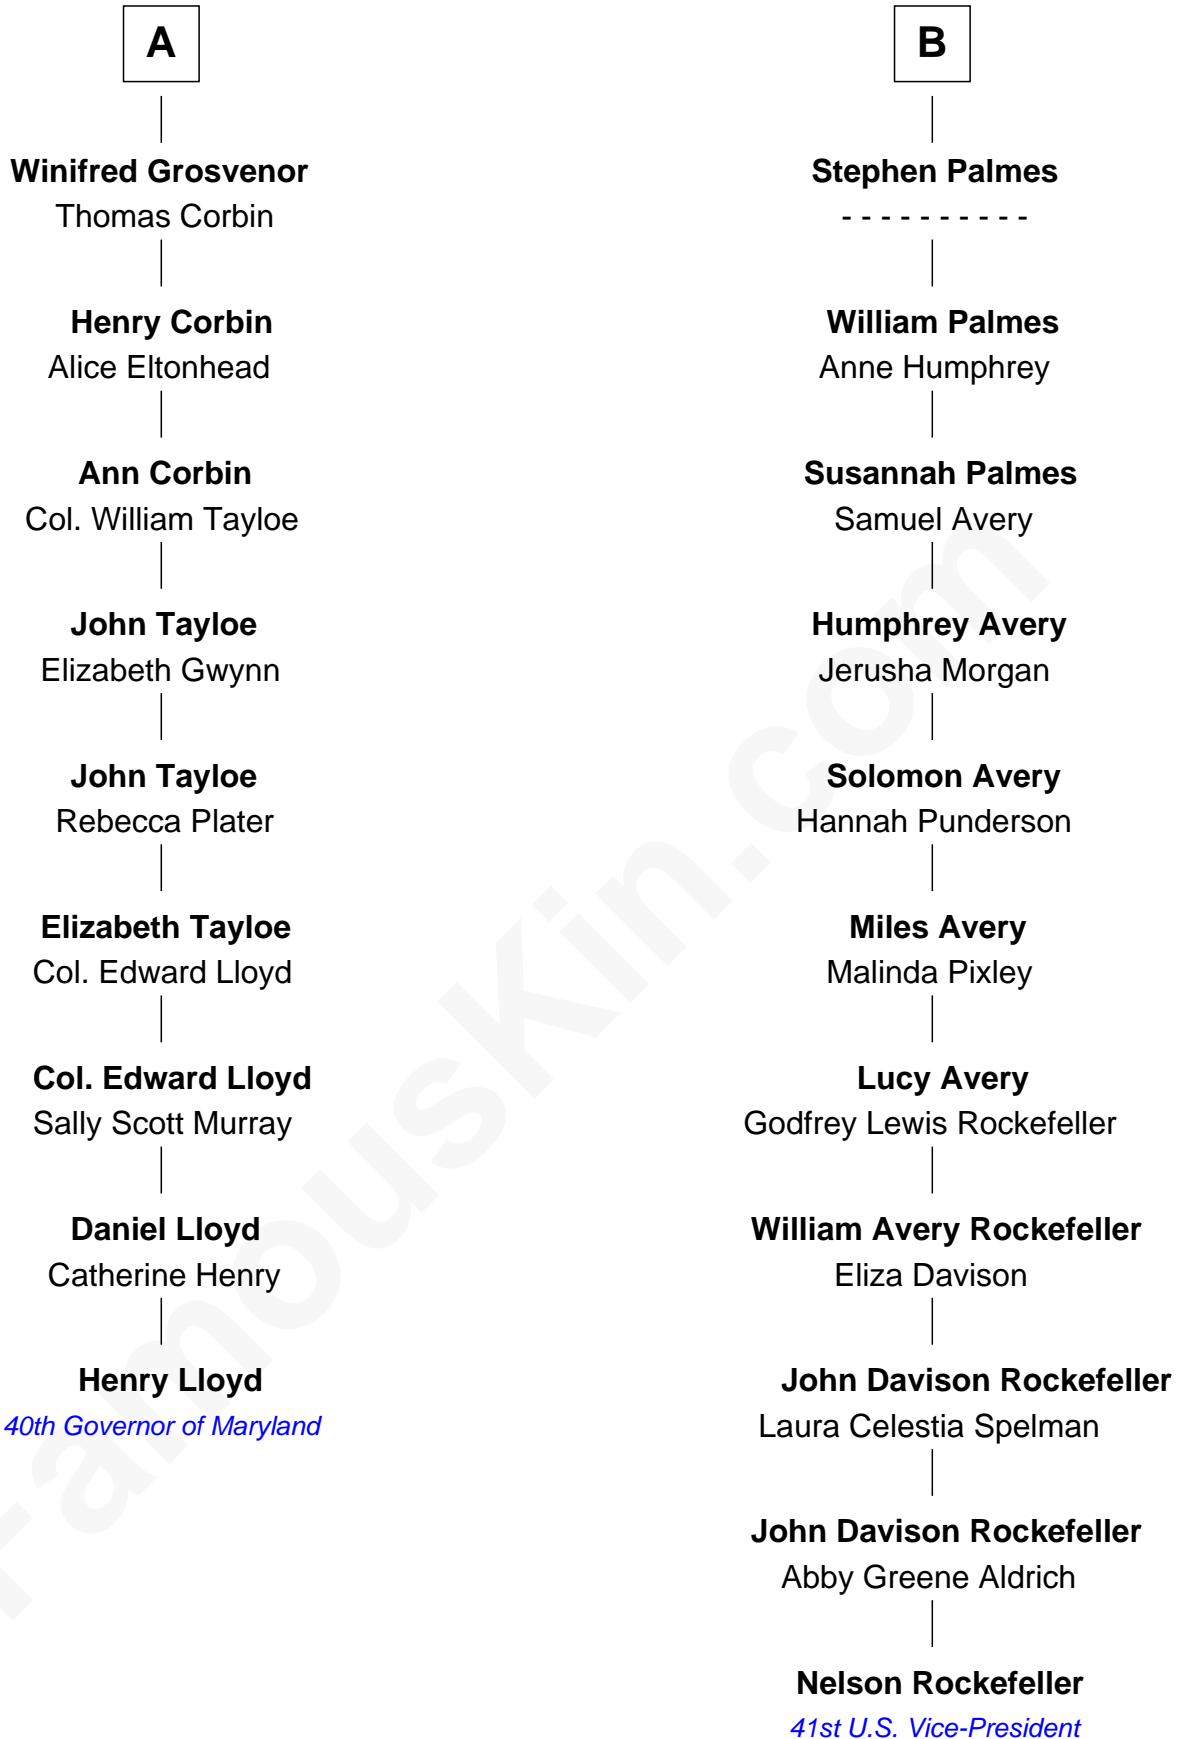 A
Winifred Grosvenor
Thomas Corbin
Henry Corbin
Alice Eltonhead
Ann Corbin
Col. William Tayloe
John Tayloe
Elizabeth Gwynn
John Tayloe
Rebecca Plater
Elizabeth Tayloe
Col. Edward Lloyd
Col. Edward Lloyd
Sally Scott Murray
Daniel Lloyd
Catherine Henry
Henry Lloyd
40th Governor of Maryland
B
Stephen Palmes
- - - - - - - - - -
William Palmes
Anne Humphrey
Susannah Palmes
Samuel Avery
Humphrey Avery
Jerusha Morgan
Solomon Avery
Hannah Punderson
Miles Avery
Malinda Pixley
Lucy Avery
Godfrey Lewis Rockefeller
William Avery Rockefeller
Eliza Davison
John Davison Rockefeller
Laura Celestia Spelman
John Davison Rockefeller
Abby Greene Aldrich
Nelson Rockefeller
41st U.S. Vice-President
FamousKin.com